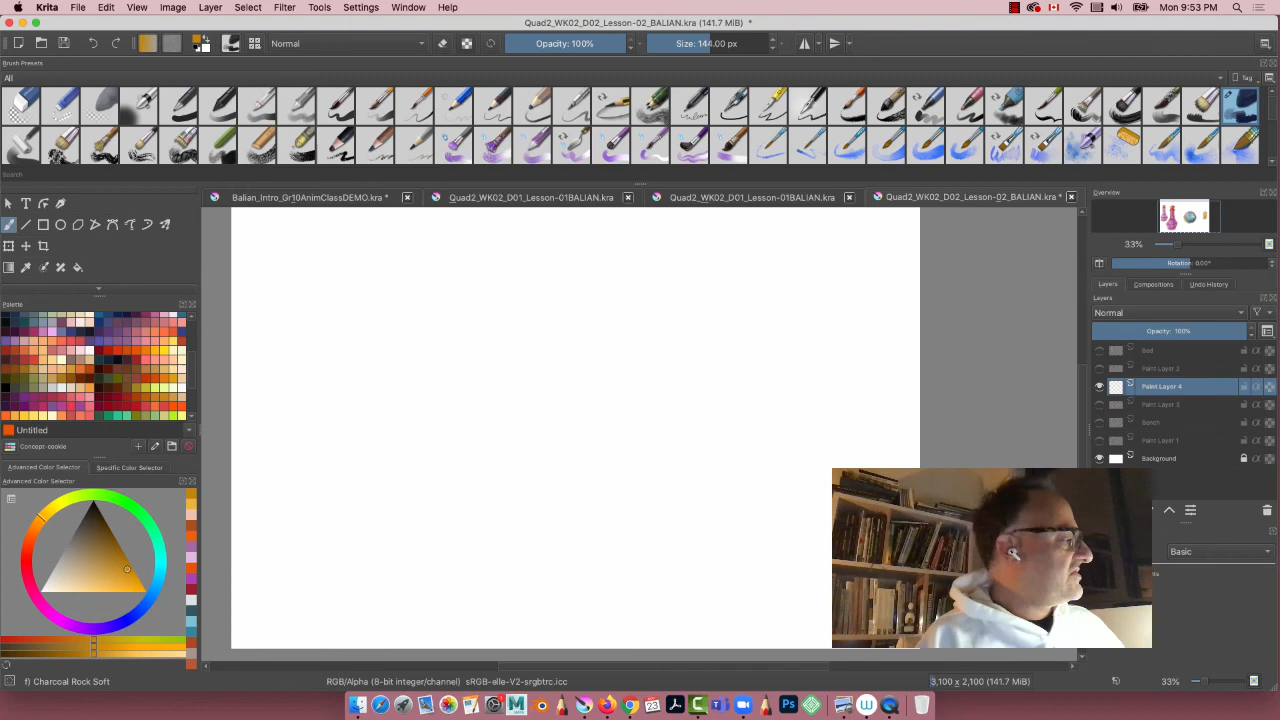 Krita File Edit View Image Layer Select Filter Tools Settings Window Help Mon 9:53 PM
Quad2_WK02_D02_Lesson-02_BALIAN.kra (141.7 MiB) *
Normal Opacity: 100% Size: 144.00 px
Brush Presets
All Tag
Search
Balian_Intro_Gr10AnimClassDEMO.kra * Quad2_WK02_D01_Lesson-01BALIAN.kra Quad2_WK02_D01_Lesson-01BALIAN.kra Quad2_WK02_D02_Lesson-02_BALIAN.kra *
Overview
33%
Rotation: 0.00°
Layers Compositions Undo History
Layers
Normal
Opacity: 100%
Bed
Paint Layer 2
Paint Layer 4
Paint Layer 3
Bench
Paint Layer 1
Background
Basic
Palette
Untitled
Concept-cookie
Advanced Color Selector Specific Color Selector
Advanced Color Selector
f) Charcoal Rock Soft RGB/Alpha (8-bit integer/channel) sRGB-elle-V2-srgbtrc.icc 3,100 x 2,100 (141.7 MiB) 33%